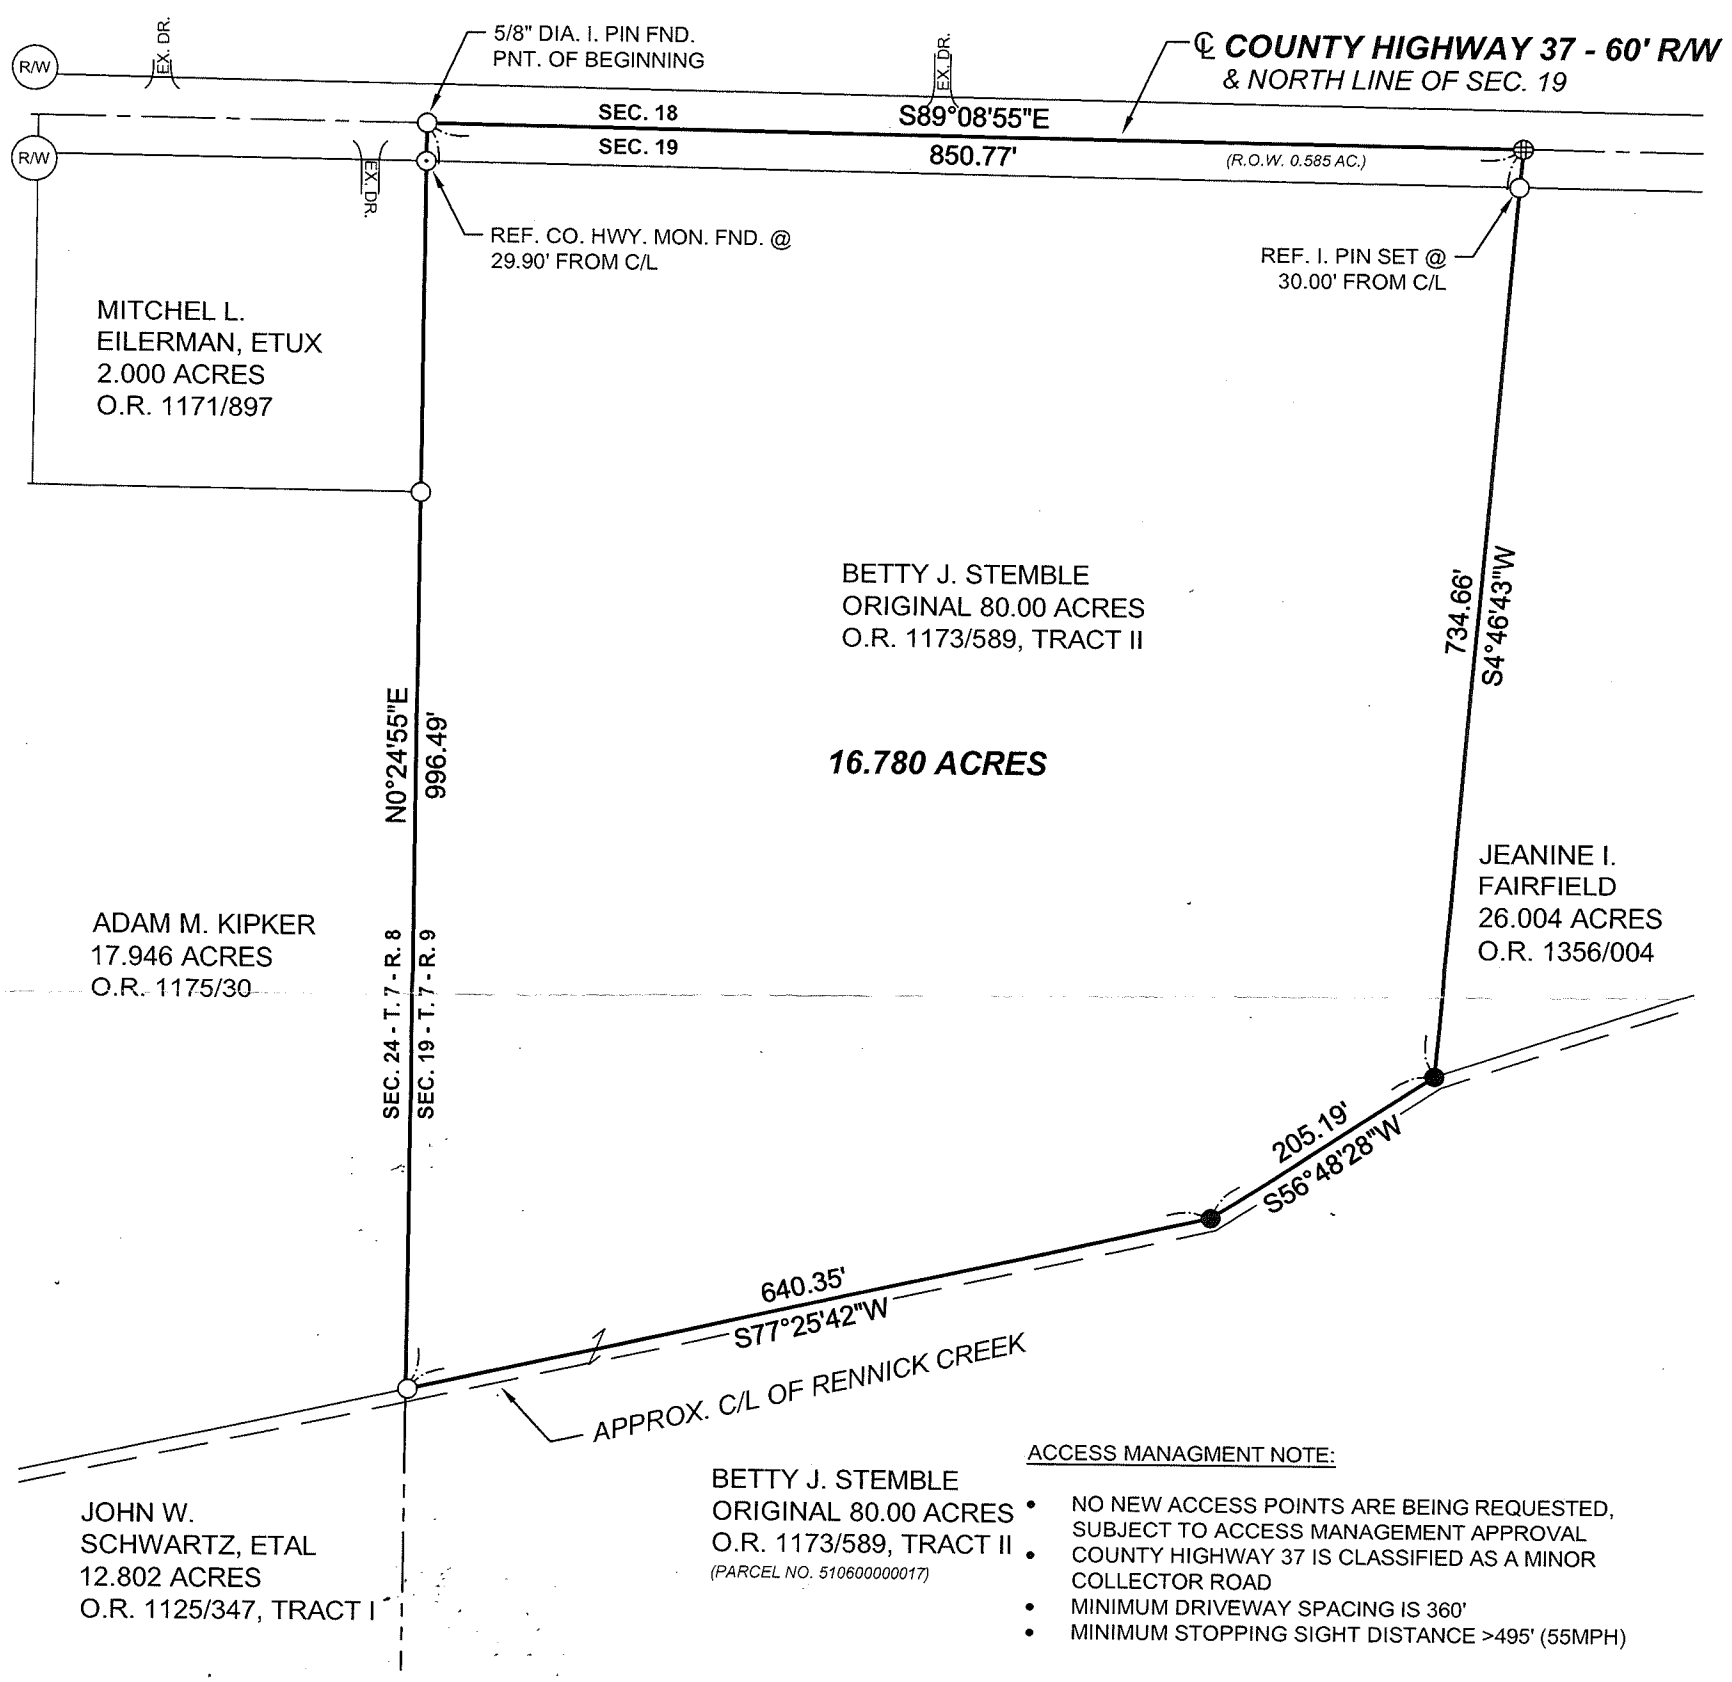 EX. DR.
5/8" DIA. I. PIN FND.
PNT. OF BEGINNING
EX. DR.
℄ COUNTY HIGHWAY 37 - 60' R/W
& NORTH LINE OF SEC. 19
R/W
SEC. 18
S89°08'55"E
R/W
SEC. 19
850.77'
(R.O.W. 0.585 AC.)
EX. DR.
REF. CO. HWY. MON. FND. @
29.90' FROM C/L
REF. I. PIN SET @
30.00' FROM C/L
MITCHEL L.
EILERMAN, ETUX
2.000 ACRES
O.R. 1171/897
BETTY J. STEMBLE
ORIGINAL 80.00 ACRES
O.R. 1173/589, TRACT II
734.66'
S4°46'43"W
N0°24'55"E
996.49'
16.780 ACRES
JEANINE I.
FAIRFIELD
26.004 ACRES
O.R. 1356/004
ADAM M. KIPKER
17.946 ACRES
O.R. 1175/30
SEC. 24 - T. 7 - R. 8
SEC. 19 - T. 7 - R. 9
205.19'
S56°48'28"W
640.35'
S77°25'42"W
APPROX. C/L OF RENNICK CREEK
JOHN W.
SCHWARTZ, ETAL
12.802 ACRES
O.R. 1125/347, TRACT I
BETTY J. STEMBLE
ORIGINAL 80.00 ACRES
O.R. 1173/589, TRACT II
(PARCEL NO. 510600000017)
ACCESS MANAGMENT NOTE:
• NO NEW ACCESS POINTS ARE BEING REQUESTED,
SUBJECT TO ACCESS MANAGEMENT APPROVAL
• COUNTY HIGHWAY 37 IS CLASSIFIED AS A MINOR
COLLECTOR ROAD
• MINIMUM DRIVEWAY SPACING IS 360'
• MINIMUM STOPPING SIGHT DISTANCE >495' (55MPH)